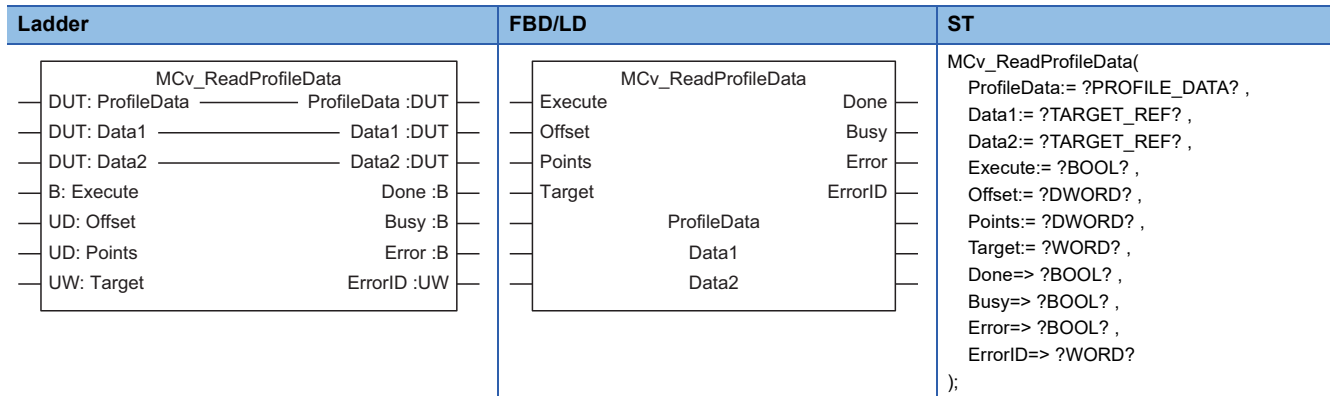 Ladder
FBD/LD
ST
MCv_ReadProfileData
DUT: ProfileData ProfileData :DUT
DUT: Data1 Data1 :DUT
DUT: Data2 Data2 :DUT
B: Execute Done :B
UD: Offset Busy :B
UD: Points Error :B
UW: Target ErrorID :UW
MCv_ReadProfileData
Execute Done
Offset Busy
Points Error
Target ErrorID
ProfileData
Data1
Data2
MCv_ReadProfileData(
ProfileData:= ?PROFILE_DATA? ,
Data1:= ?TARGET_REF? ,
Data2:= ?TARGET_REF? ,
Execute:= ?BOOL? ,
Offset:= ?DWORD? ,
Points:= ?DWORD? ,
Target:= ?WORD? ,
Done=> ?BOOL? ,
Busy=> ?BOOL? ,
Error=> ?BOOL? ,
ErrorID=> ?WORD?
);